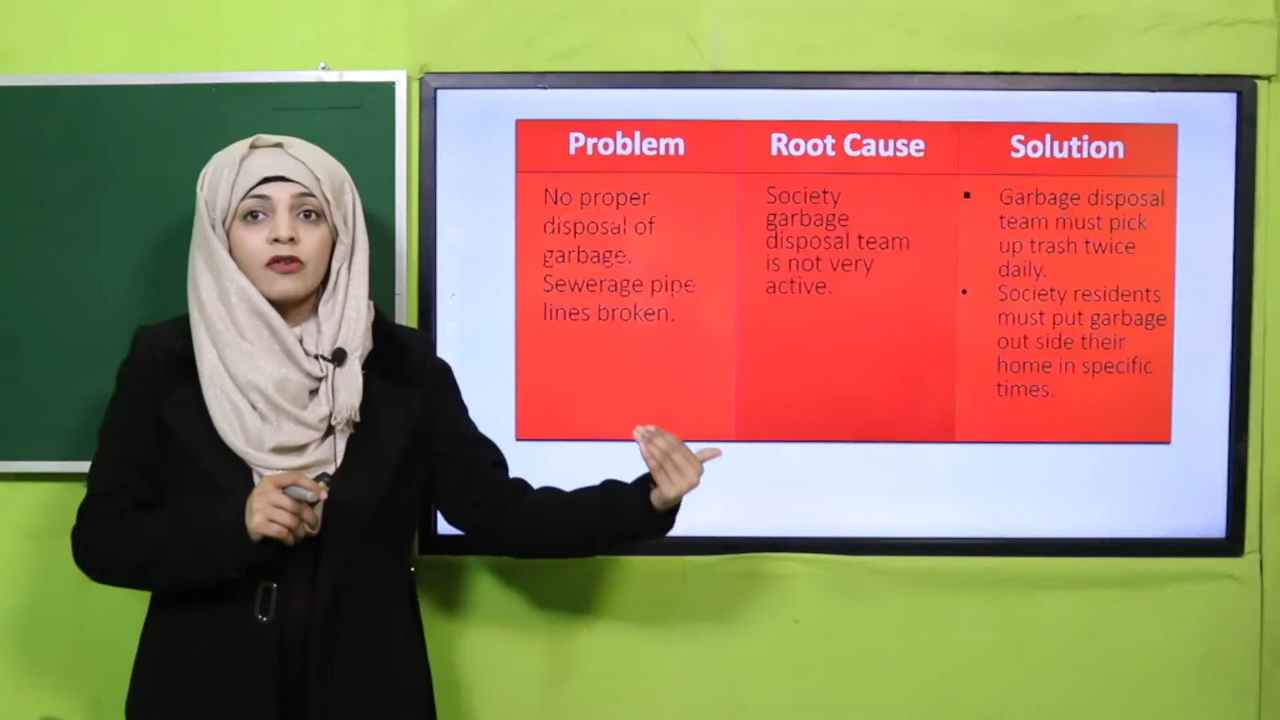 Problem
Root Cause
Solution
No proper
disposal of
garbage.
Sewerage pipe
lines broken.
Society
garbage
disposal team
is not very
active.
▪ Garbage disposal
team must pick
up trash twice
daily.
• Society residents
must put garbage
out side their
home in specific
times.